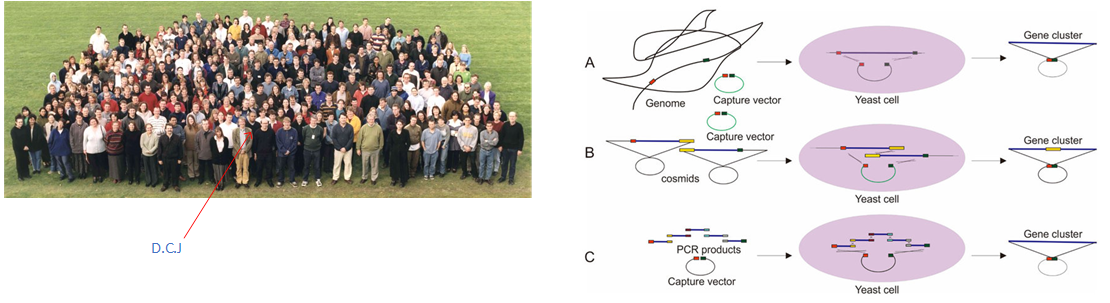 D.C.J
A
Genome
Capture vector
Yeast cell
Gene cluster
Capture vector
B
cosmids
Yeast cell
Gene cluster
C
PCR products
Capture vector
Yeast cell
Gene cluster